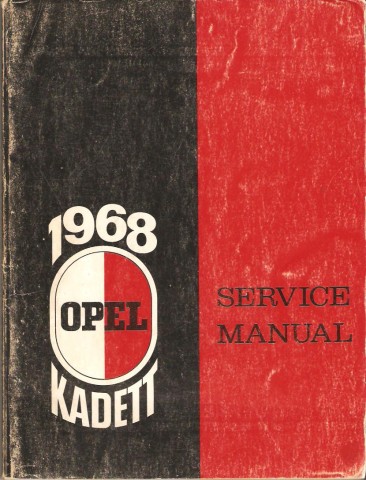 1968
OPEL
KADETT
SERVICE
MANUAL